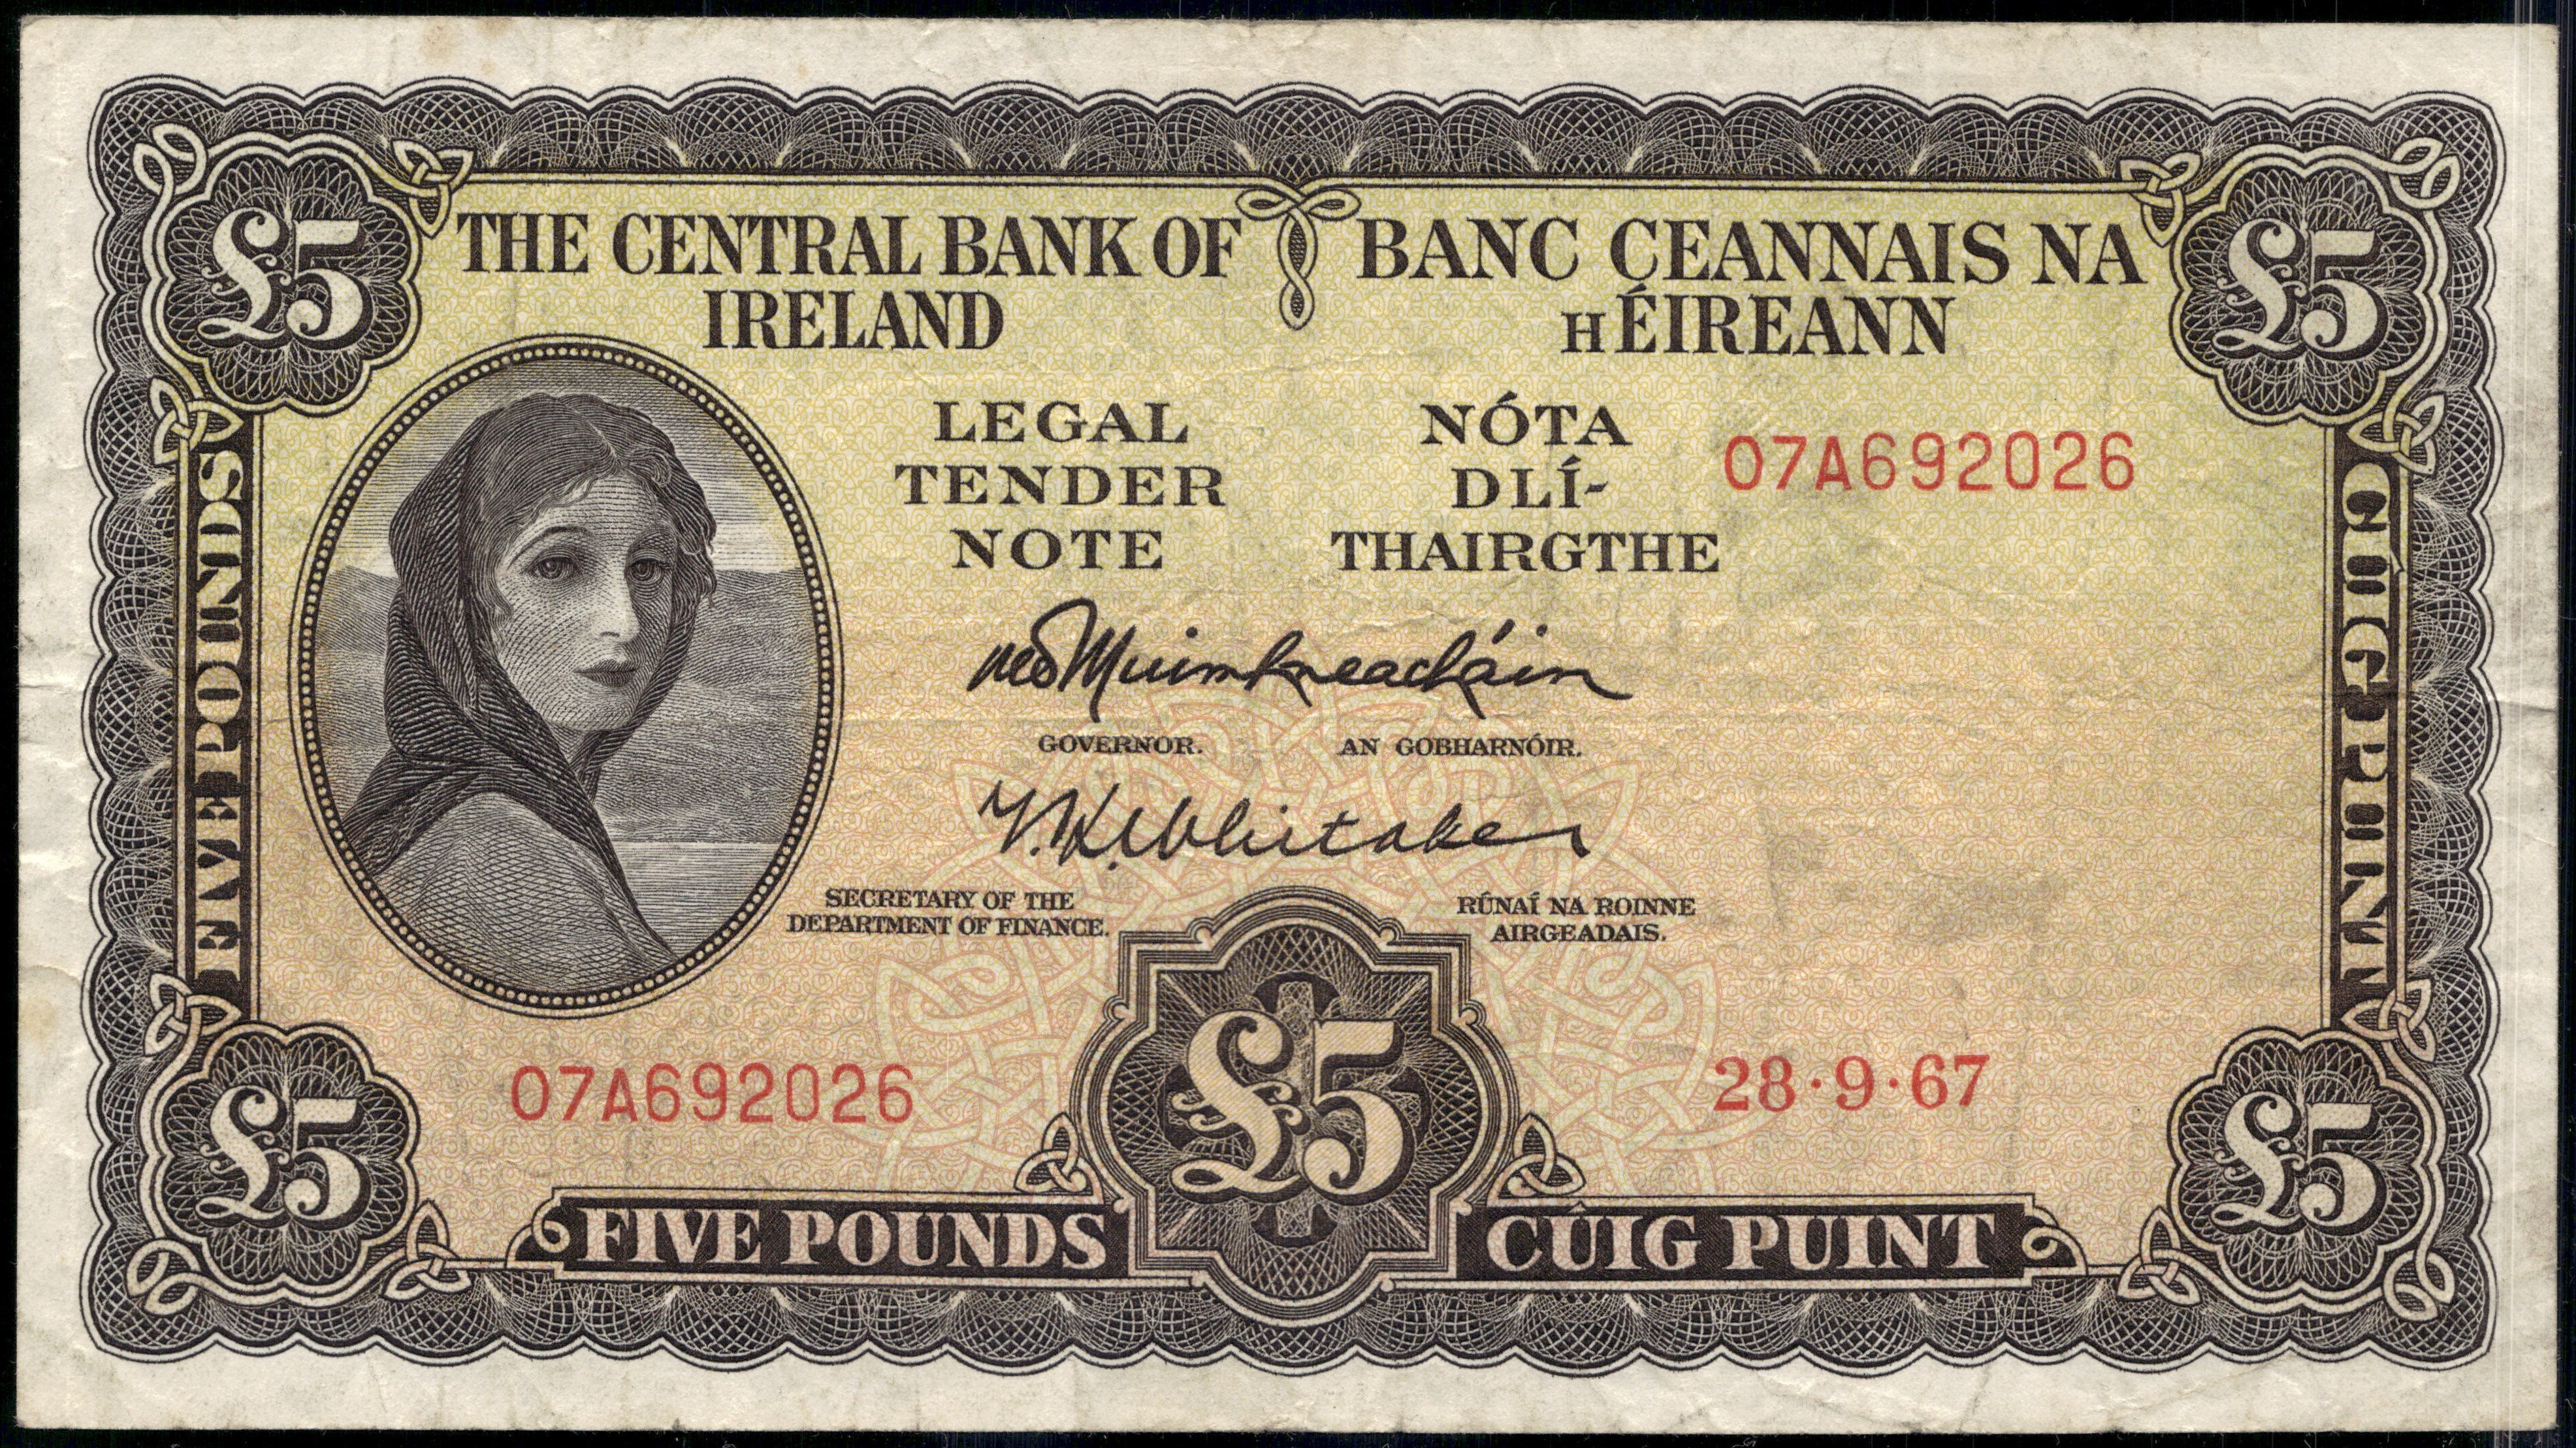 £5
THE CENTRAL BANK OF
IRELAND
BANC CEANNAIS NA
hÉIREANN
£5
LEGAL
TENDER
NOTE
NÓTA
DLÍ-
THAIRGTHE
07A692026
FIVE POUNDS
CÚIG PUINT
GOVERNOR.
AN GOBHARNÓIR.
T.K. Whitaker
SECRETARY OF THE
DEPARTMENT OF FINANCE.
RÚNAÍ NA ROINNE
AIRGEADAIS.
07A692026
28·9·67
£5
£5
£5
FIVE POUNDS
CÚIG PUINT